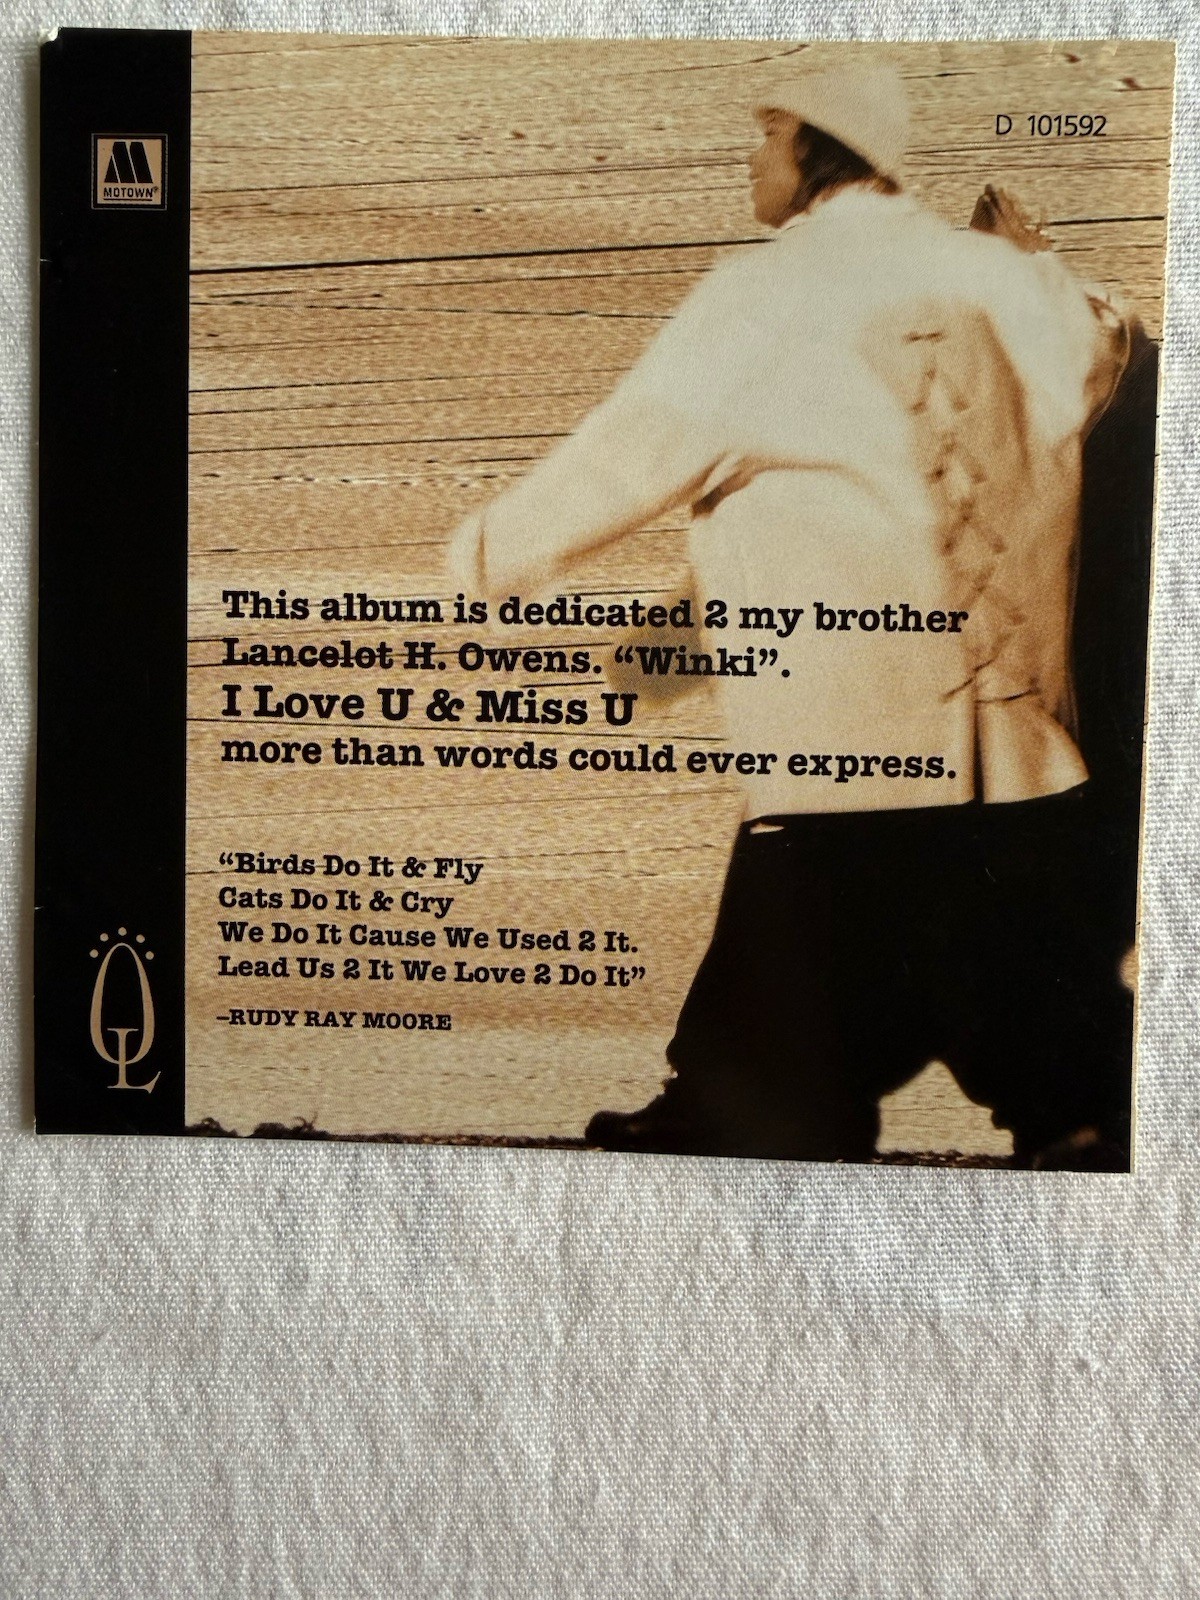 MOTOWN®
D 101592
This album is dedicated 2 my brother
Lancelot H. Owens. “Winki”.
I Love U & Miss U
more than words could ever express.
“Birds Do It & Fly
Cats Do It & Cry
We Do It Cause We Used 2 It.
Lead Us 2 It We Love 2 Do It”
–RUDY RAY MOORE
QL